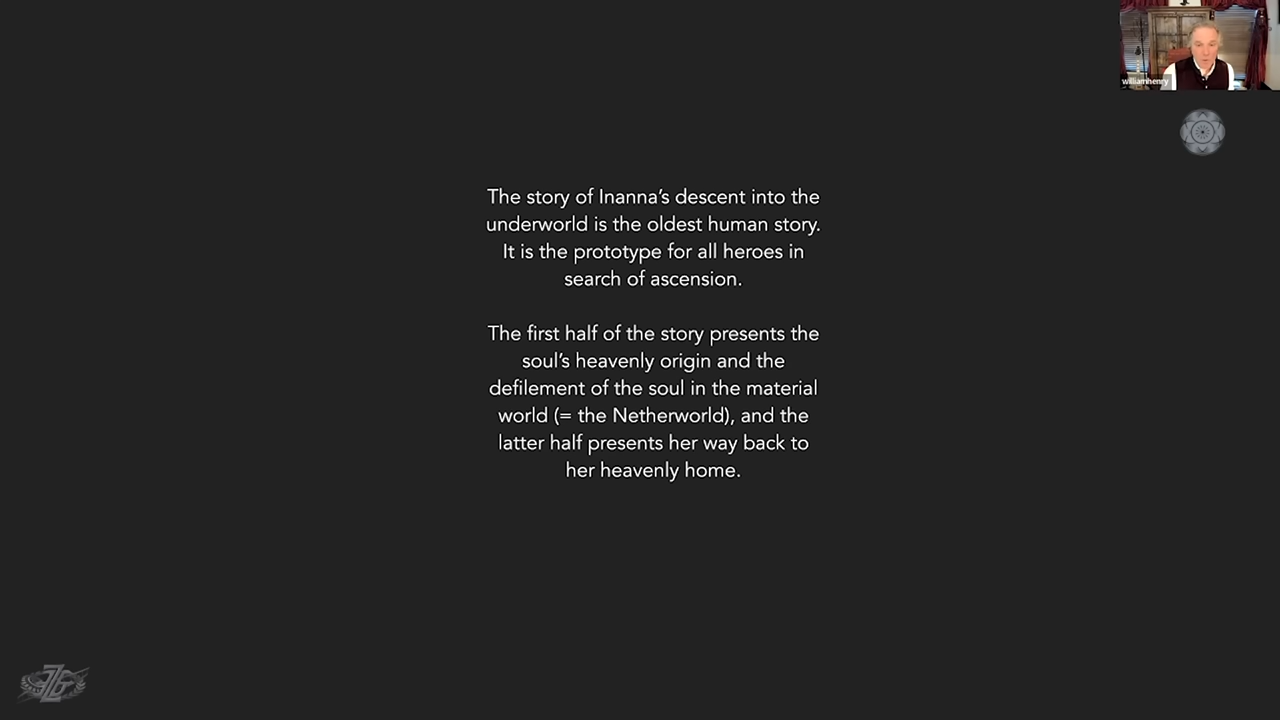 williamhenry
The story of Inanna's descent into the
underworld is the oldest human story.
It is the prototype for all heroes in
search of ascension.
The first half of the story presents the
soul's heavenly origin and the
defilement of the soul in the material
world (= the Netherworld), and the
latter half presents her way back to
her heavenly home.